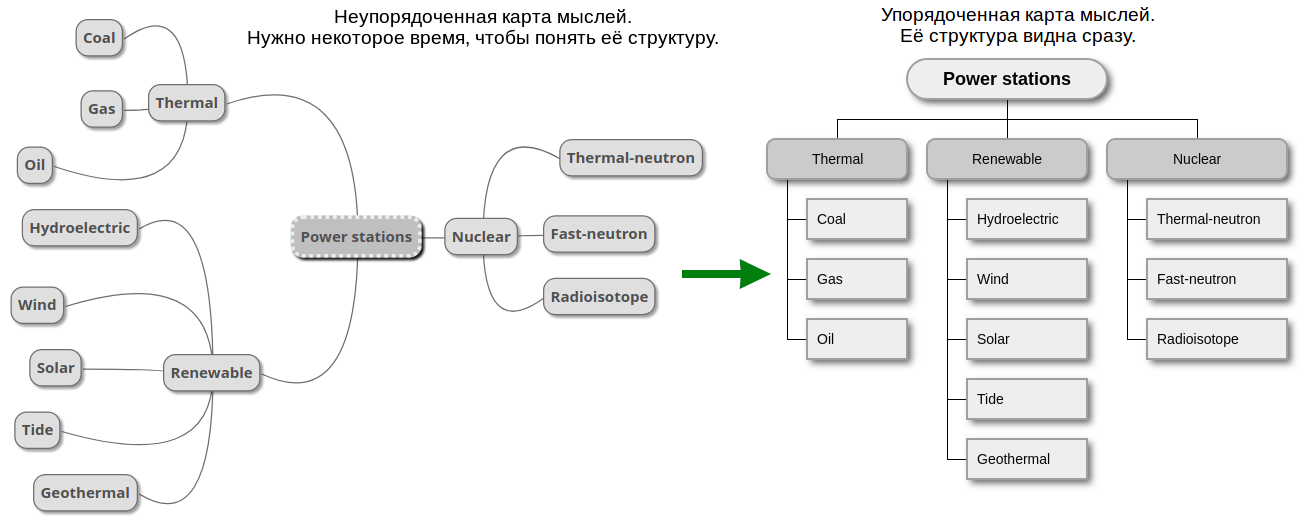 Неупорядоченная карта мыслей.
Нужно некоторое время, чтобы понять её структуру.
Coal
Gas
Oil
Thermal
Hydroelectric
Wind
Solar
Tide
Geothermal
Renewable
Power stations
Nuclear
Thermal-neutron
Fast-neutron
Radioisotope
Упорядоченная карта мыслей.
Её структура видна сразу.
Power stations
Thermal
Coal
Gas
Oil
Renewable
Hydroelectric
Wind
Solar
Tide
Geothermal
Nuclear
Thermal-neutron
Fast-neutron
Radioisotope